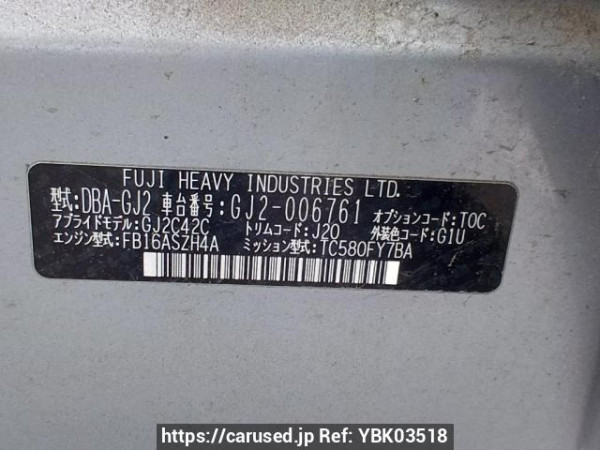 FUJI HEAVY INDUSTRIES LTD.
型式:DBA-GJ2 車台番号:GJ2-006761 オプションコード:TOC
アプライドモデル:GJ2C42C トリムコード:J20 外装色コード:G1U
エンジン型式:FB16ASZH4A ミッション型式:TC580FY7BA
https://carused.jp Ref: YBK03518